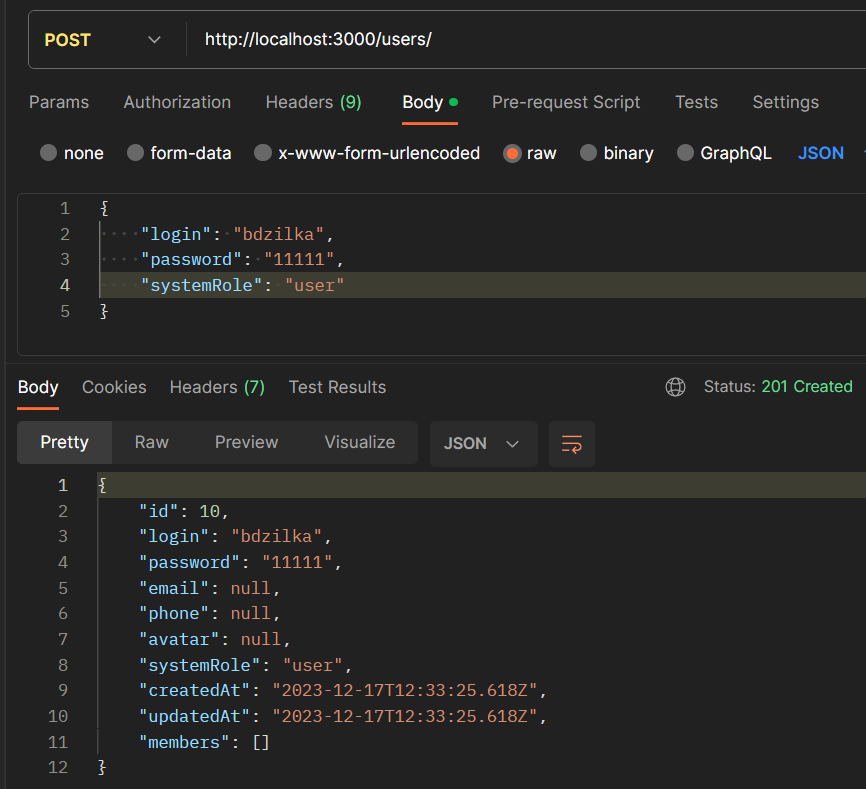 POST http://localhost:3000/users/
Params Authorization Headers (9) Body Pre-request Script Tests Settings
none form-data x-www-form-urlencoded raw binary GraphQL JSON
1 {
2 "login": "bdzilka",
3 "password": "11111",
4 "systemRole": "user"
5 }
Body Cookies Headers (7) Test Results Status: 201 Created
Pretty Raw Preview Visualize JSON
1 {
2 "id": 10,
3 "login": "bdzilka",
4 "password": "11111",
5 "email": null,
6 "phone": null,
7 "avatar": null,
8 "systemRole": "user",
9 "createdAt": "2023-12-17T12:33:25.618Z",
10 "updatedAt": "2023-12-17T12:33:25.618Z",
11 "members": []
12 }